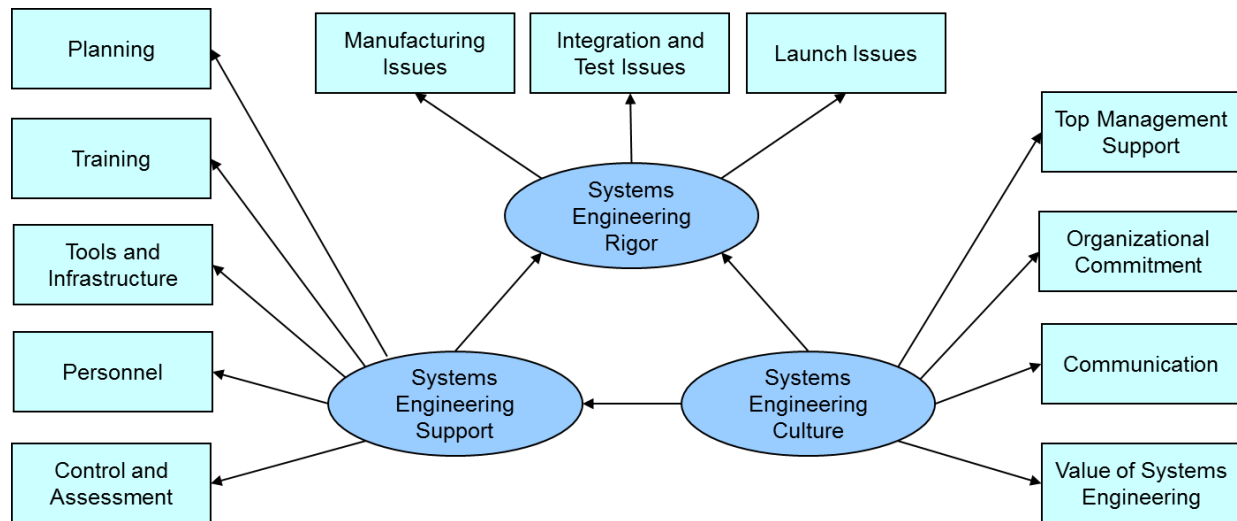 Planning
Manufacturing
Issues
Integration and
Test Issues
Launch Issues
Top Management
Support
Training
Systems
Engineering
Rigor
Tools and
Infrastructure
Organizational
Commitment
Personnel
Systems
Engineering
Support
Systems
Engineering
Culture
Communication
Control and
Assessment
Value of Systems
Engineering